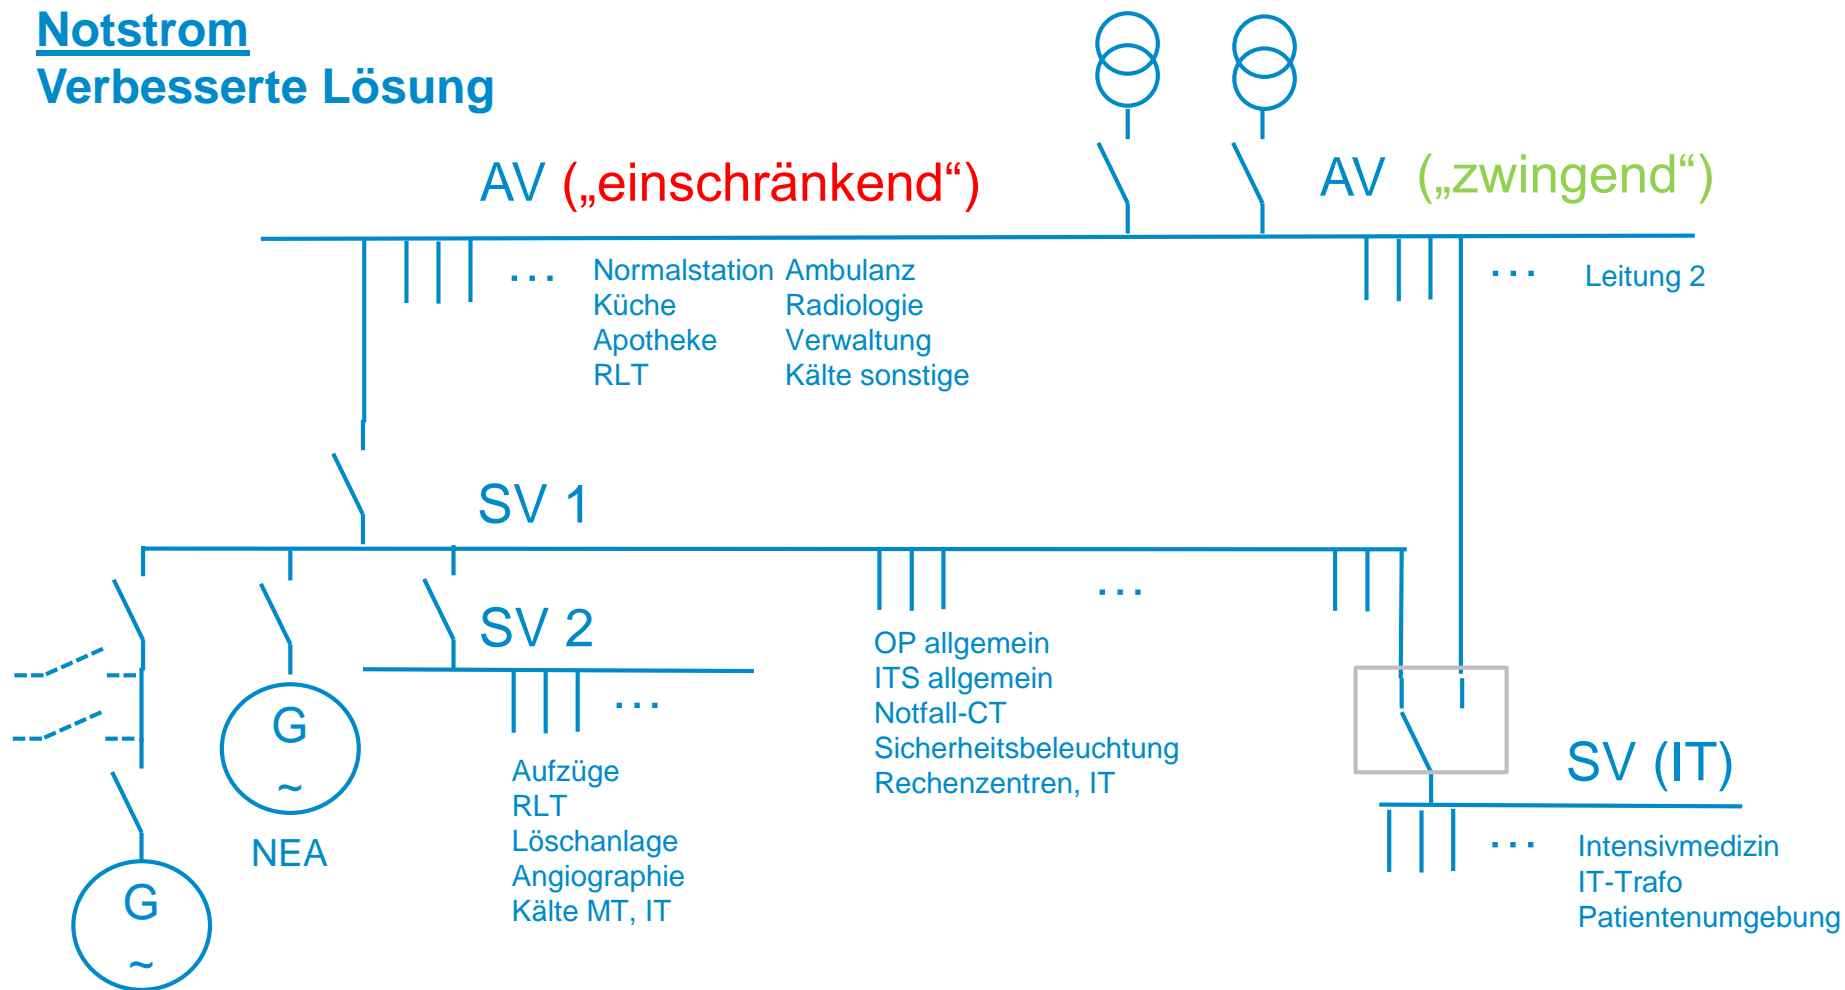 Notstrom
Verbesserte Lösung
AV („einschränkend“)
AV („zwingend“)
. . .
Normalstation
Küche
Apotheke
RLT
Ambulanz
Radiologie
Verwaltung
Kälte sonstige
. . .
Leitung 2
SV 1
SV 2
. . .
Aufzüge
RLT
Löschanlage
Angiographie
Kälte MT, IT
. . .
OP allgemein
ITS allgemein
Notfall-CT
Sicherheitsbeleuchtung
Rechenzentren, IT
G
~
NEA
G
~
SV (IT)
. . .
Intensivmedizin
IT-Trafo
Patientenumgebung